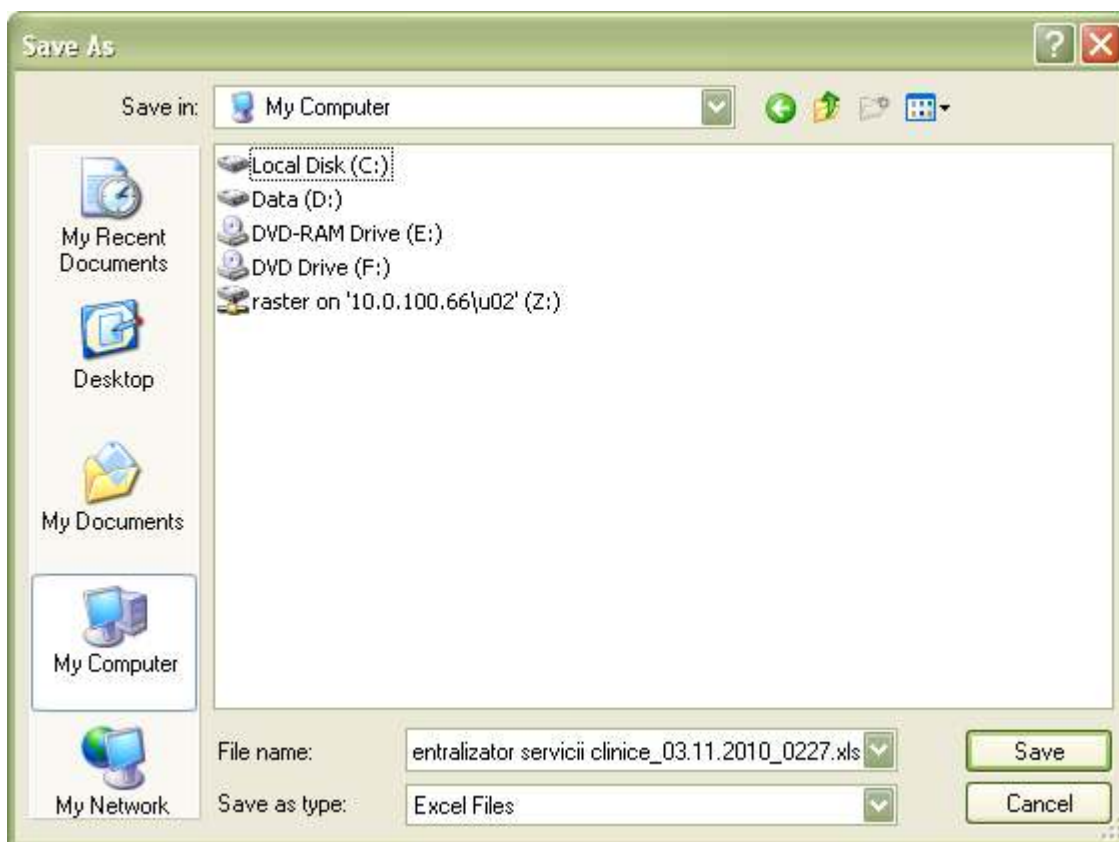 Save As
Save in:
My Computer
Local Disk (C:)
Data (D:)
DVD-RAM Drive (E:)
DVD Drive (F:)
raster on '10.0.100.66\u02' (Z:)
My Recent
Documents
Desktop
My Documents
My Computer
My Network
File name:
entralizator servicii clinice_03.11.2010_0227.xls
Save
Save as type:
Excel Files
Cancel